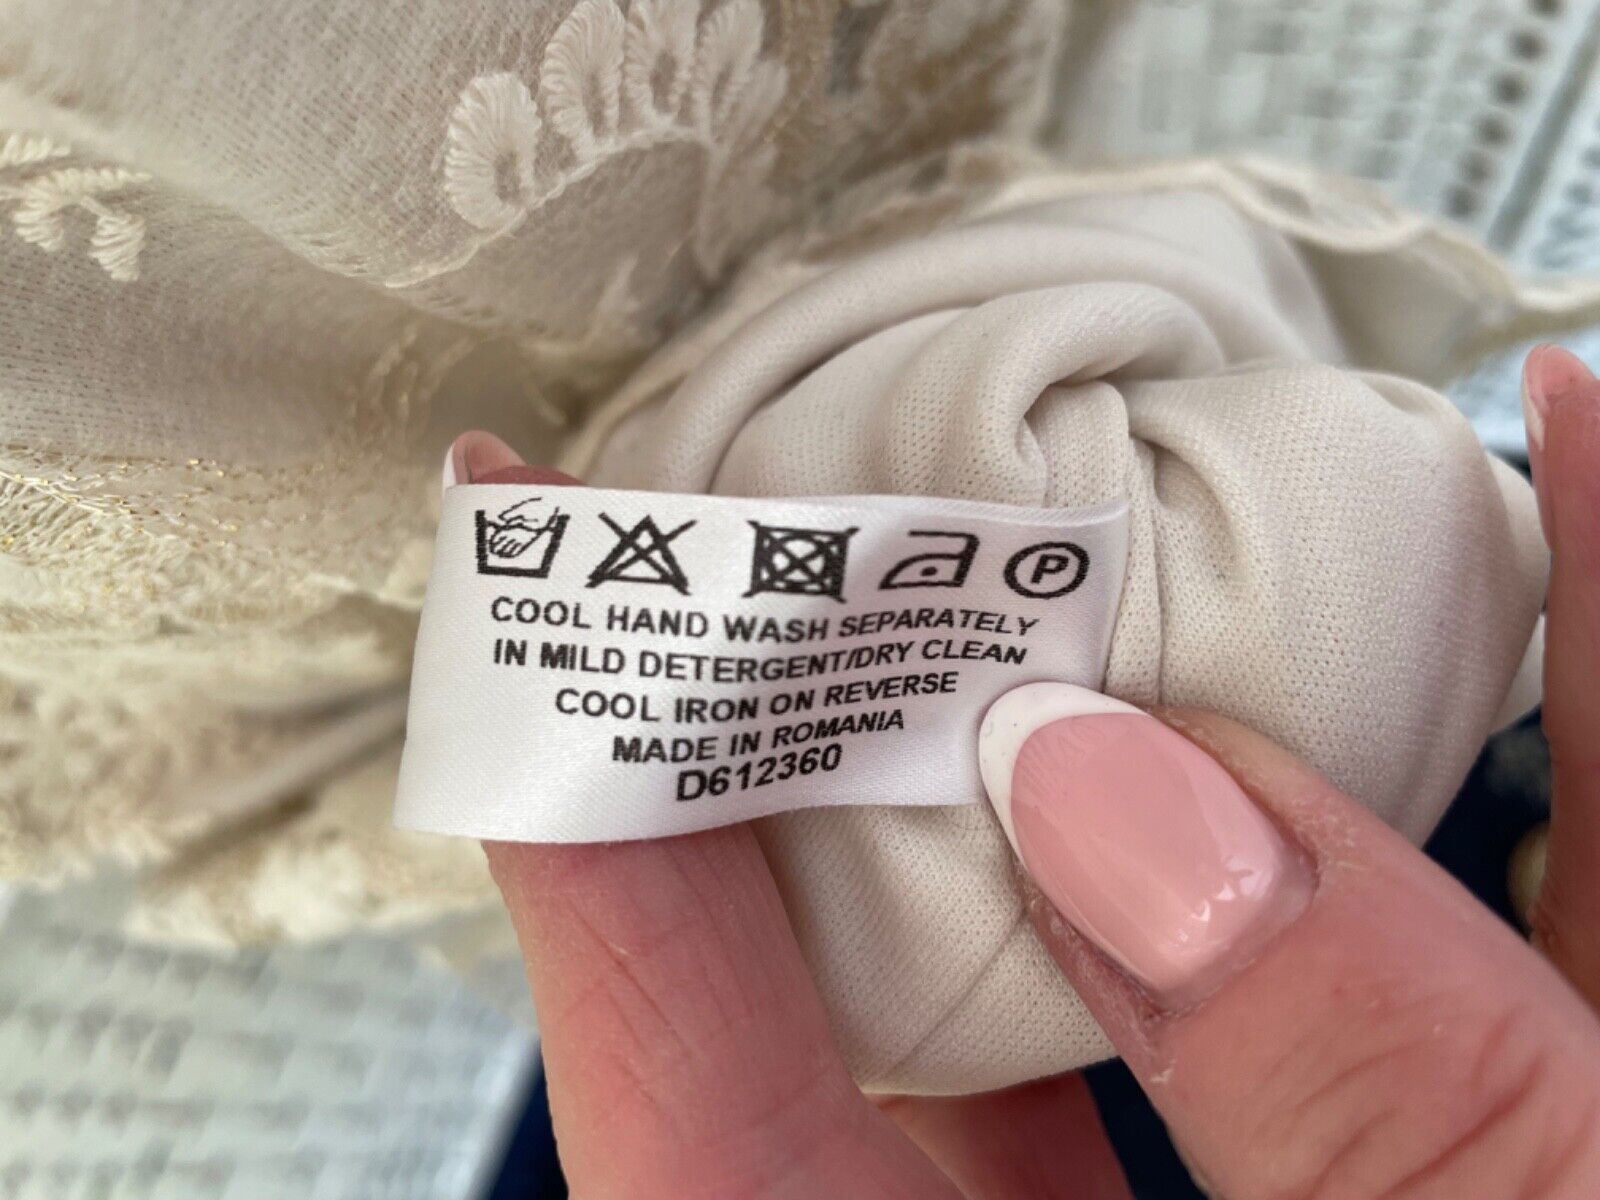 P
COOL HAND WASH SEPARATELY
IN MILD DETERGENT/DRY CLEAN
COOL IRON ON REVERSE
MADE IN ROMANIA
D612360